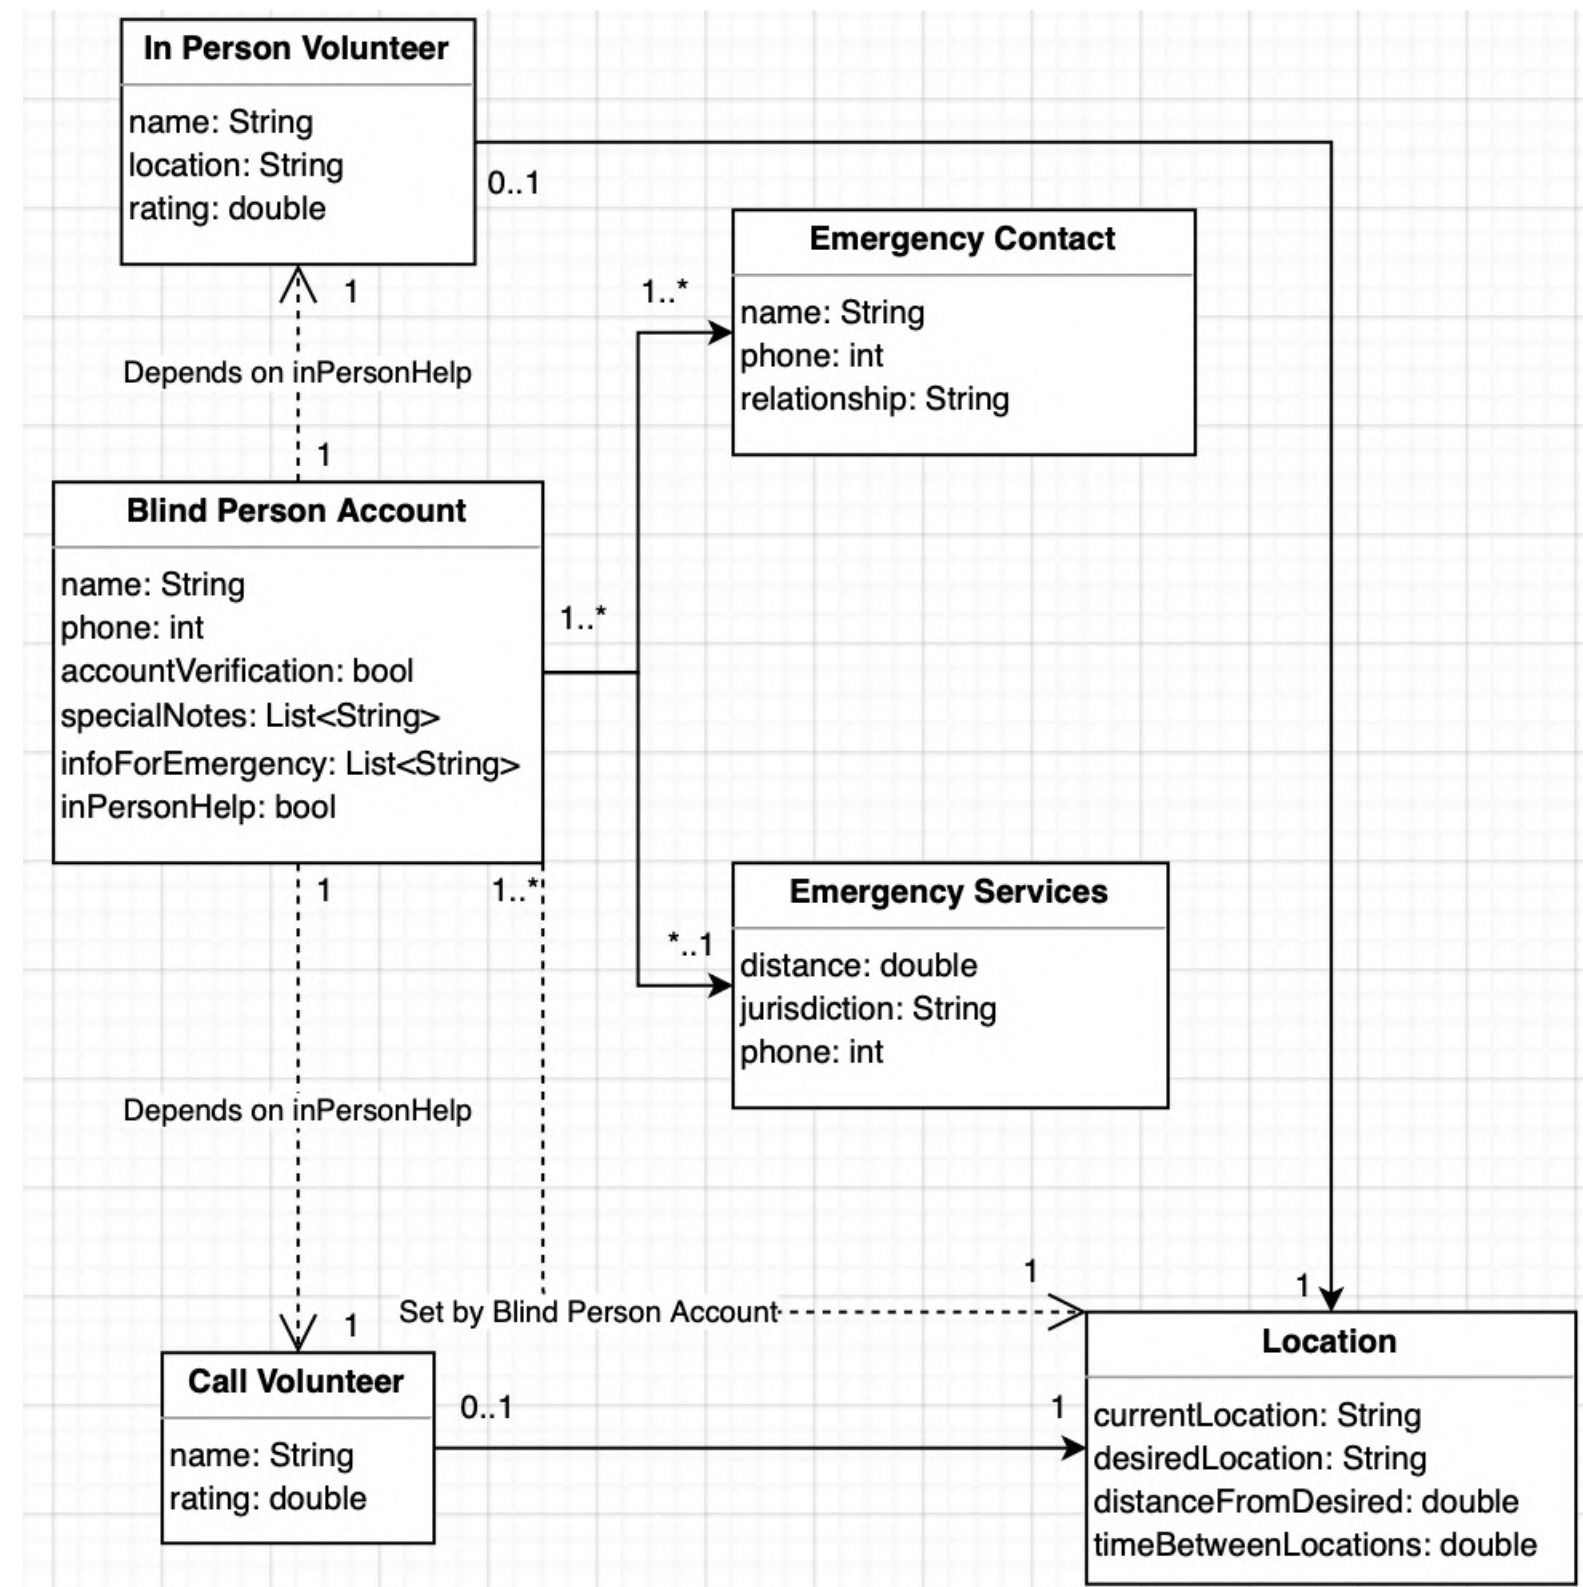 In Person Volunteer
name: String
location: String
rating: double
0..1
1
Depends on inPersonHelp
1
Emergency Contact
name: String
phone: int
relationship: String
1..*
Blind Person Account
name: String
phone: int
accountVerification: bool
specialNotes: List<String>
infoForEmergency: List<String>
inPersonHelp: bool
1..*
1
1..*
Emergency Services
distance: double
jurisdiction: String
phone: int
*..1
Depends on inPersonHelp
1
Set by Blind Person Account
1
1
Call Volunteer
name: String
rating: double
0..1
1
Location
currentLocation: String
desiredLocation: String
distanceFromDesired: double
timeBetweenLocations: double